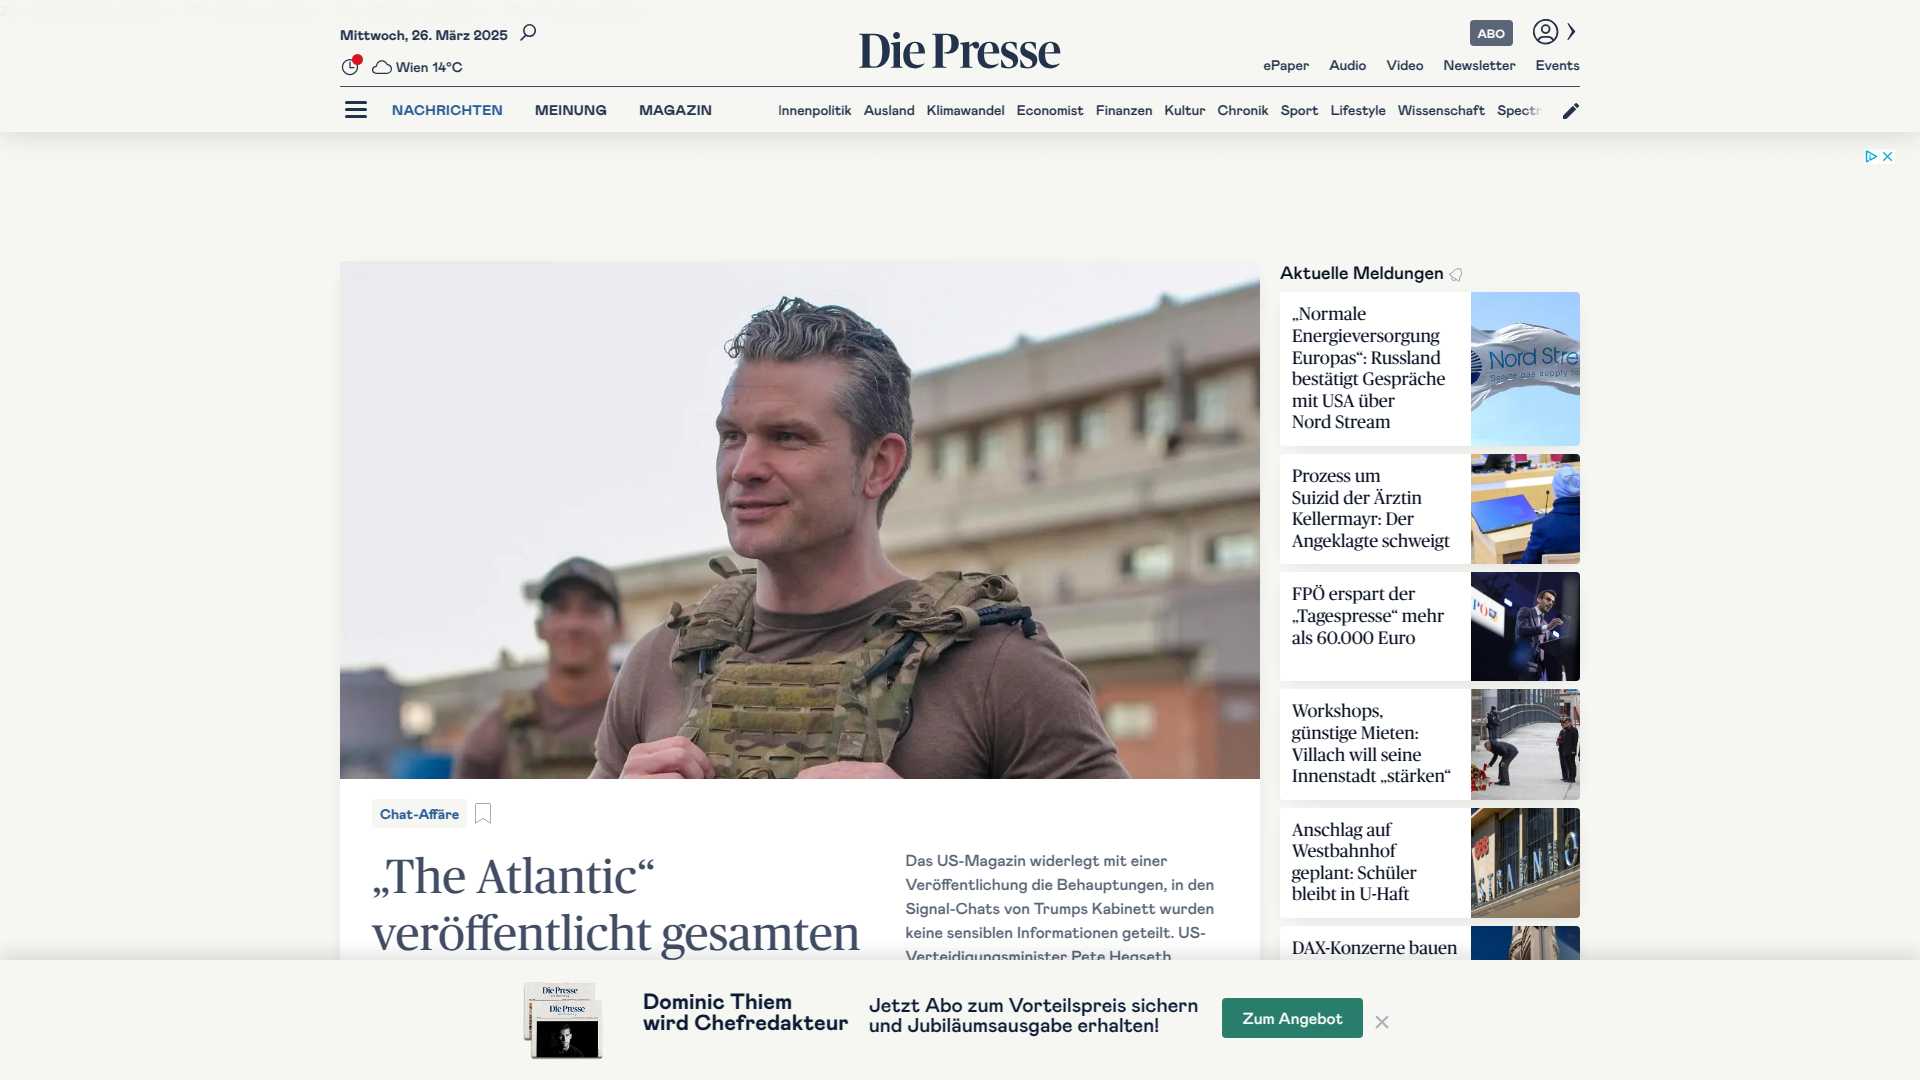 Mittwoch, 26. März 2025
Wien 14°C
Die Presse
ABO
ePaper Audio Video Newsletter Events
NACHRICHTEN MEINUNG MAGAZIN Innenpolitik Ausland Klimawandel Economist Finanzen Kultur Chronik Sport Lifestyle Wissenschaft
Chat-Affäre
„The Atlantic“
veröffentlicht gesamten
Das US-Magazin widerlegt mit einer
Veröffentlichung die Behauptungen, in den
Signal-Chats von Trumps Kabinett wurden
keine sensiblen Informationen geteilt. US-
Verteidigungsminister Pete Hegseth
Aktuelle Meldungen
„Normale
Energieversorgung
Europas“: Russland
bestätigt Gespräche
mit USA über
Nord Stream
Nord Stre
Prozess um
Suizid der Ärztin
Kellermayr: Der
Angeklagte schweigt
FPÖ erspart der
„Tagespresse“ mehr
als 60.000 Euro
Workshops,
günstige Mieten:
Villach will seine
Innenstadt „stärken“
Anschlag auf
Westbahnhof
geplant: Schüler
bleibt in U-Haft
DAX-Konzerne bauen
Die Presse
Die Presse
Dominic Thiem
wird Chefredakteur
Jetzt Abo zum Vorteilspreis sichern
und Jubiläumsausgabe erhalten!
Zum Angebot